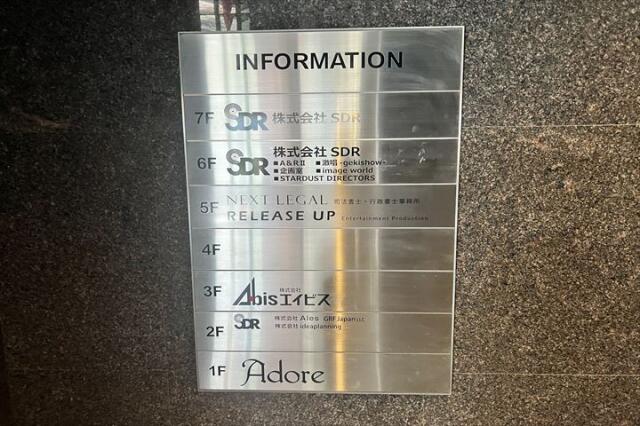 INFORMATION
7F SDR 株式会社 SDR
6F SDR 株式会社 SDR
■A&RⅡ ■激唱 -gekishow-
■企画室 ■image world
■STARDUST DIRECTORS
5F NEXT LEGAL 司法書士・行政書士事務所
RELEASE UP Entertainment Production
4F
3F 株式会社
Abis エイビス
2F SDR 株式会社 Alos GRF Japan LLC
株式会社 ideaplanning
1F Adore